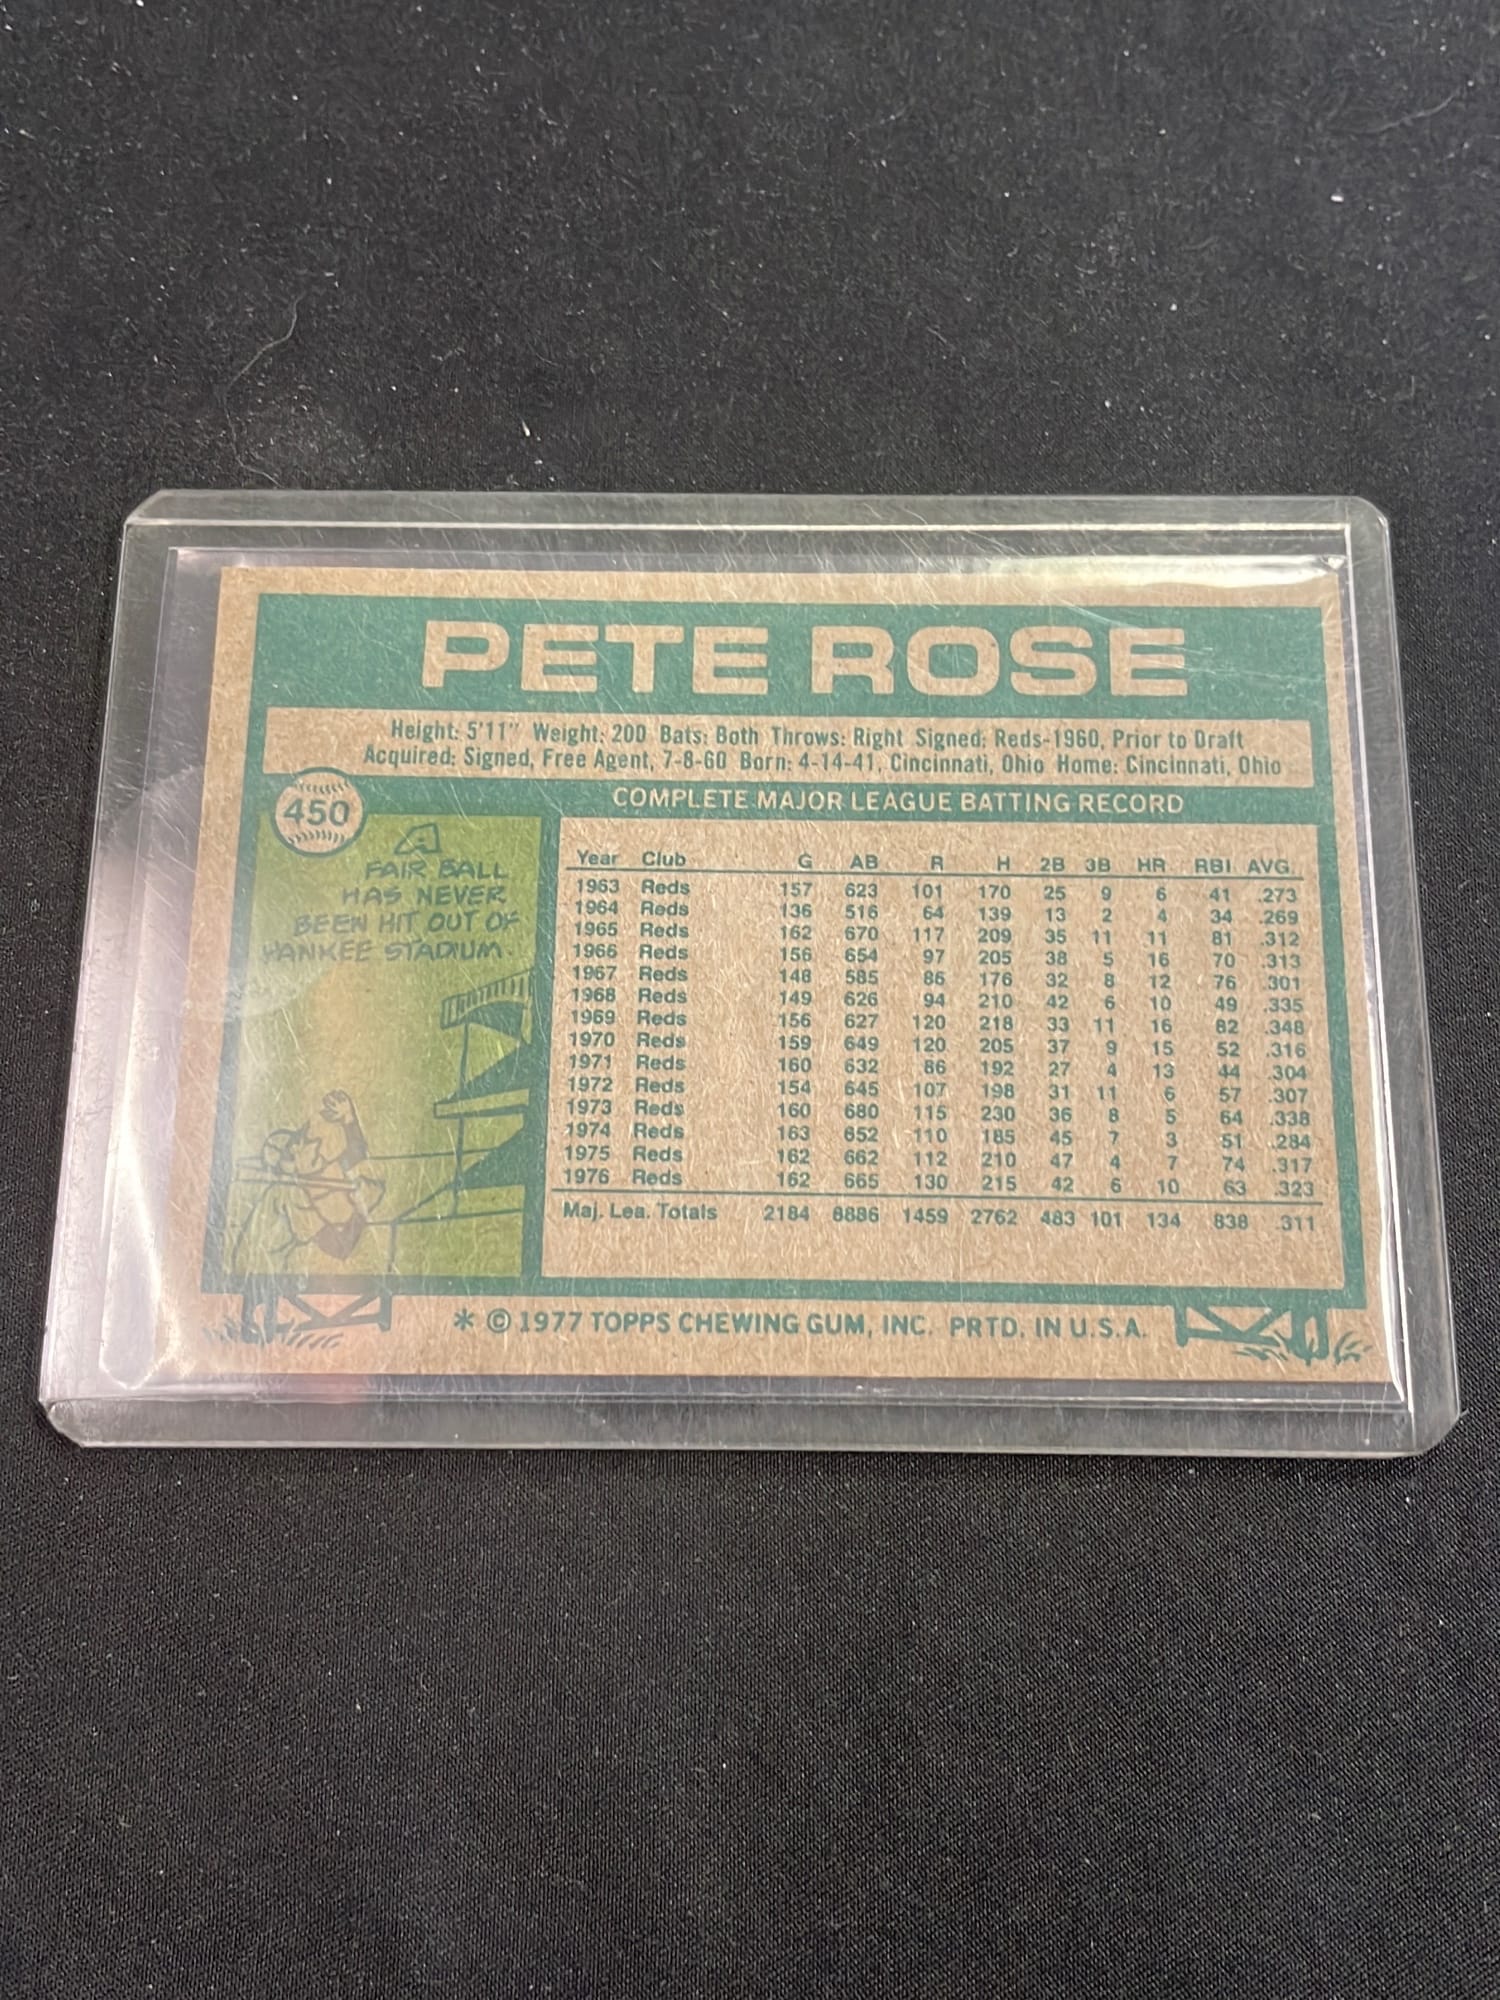 PETE ROSE
Height: 5'11" Weight: 200 Bats: Both Throws: Right Signed: Reds-1960, Prior to Draft
Acquired: Signed, Free Agent, 7-8-60 Born: 4-14-41, Cincinnati, Ohio Home: Cincinnati, Ohio
450
A
FAIR BALL
HAS NEVER
BEEN HIT OUT OF
YANKEE STADIUM.
COMPLETE MAJOR LEAGUE BATTING RECORD
Year Club G AB R H 2B 3B HR RBI AVG.
1963 Reds 157 623 101 170 25 9 6 41 .273
1964 Reds 136 516 64 139 13 2 4 34 .269
1965 Reds 162 670 117 209 35 11 11 81 .312
1966 Reds 156 654 97 205 38 5 16 70 .313
1967 Reds 148 585 86 176 32 8 12 76 .301
1968 Reds 149 626 94 210 42 6 10 49 .335
1969 Reds 156 627 120 218 33 11 16 82 .348
1970 Reds 159 649 120 205 37 9 15 52 .316
1971 Reds 160 632 86 192 27 4 13 44 .304
1972 Reds 154 645 107 198 31 11 6 57 .307
1973 Reds 160 680 115 230 36 8 5 64 .338
1974 Reds 163 652 110 185 45 7 3 51 .284
1975 Reds 162 662 112 210 47 4 7 74 .317
1976 Reds 162 665 130 215 42 6 10 63 .323
Maj. Lea. Totals 2184 8886 1459 2762 483 101 134 838 .311
* © 1977 TOPPS CHEWING GUM, INC. PRTD. IN U.S.A.